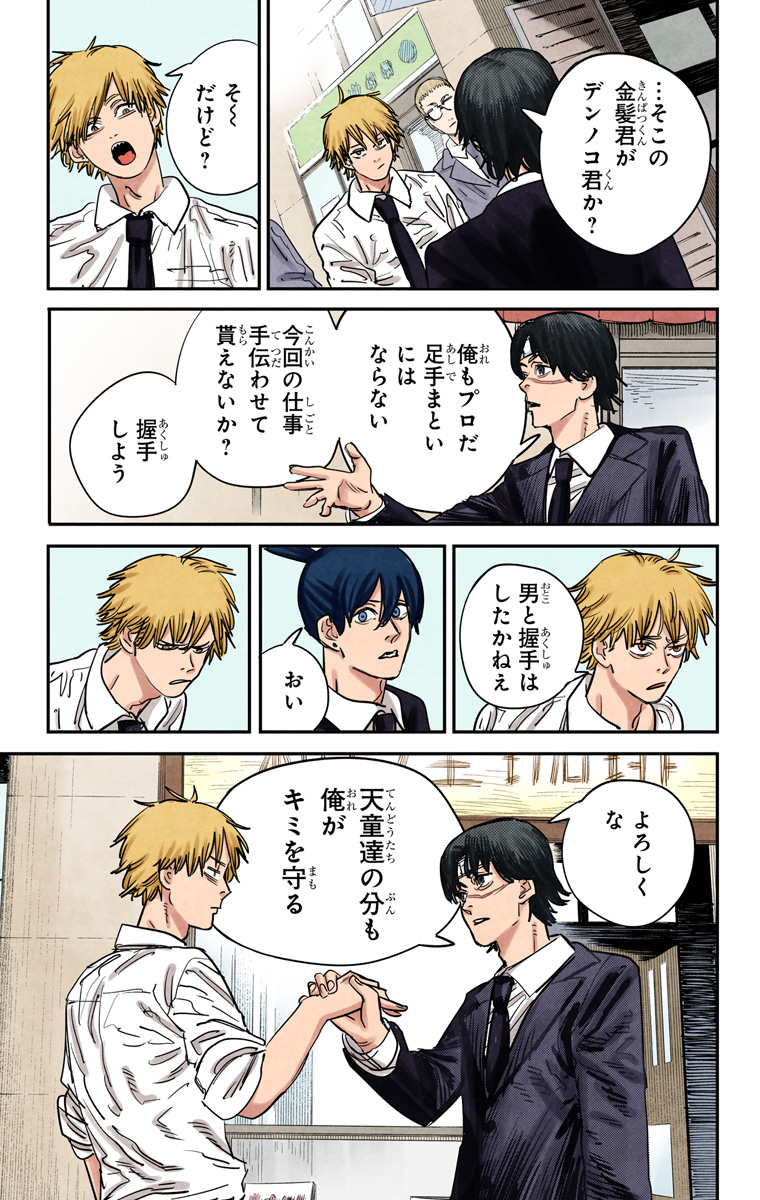 …そこの
金髪君が
デンノコ君か?
そ〜
だけど?
俺もプロだ
足手まとい
には
ならない
今回の仕事
手伝わせて
貰えないか?
握手
しよう
男と握手は
したかねえ
おい
よろしく
な
天童達の分も
俺が
キミを守る